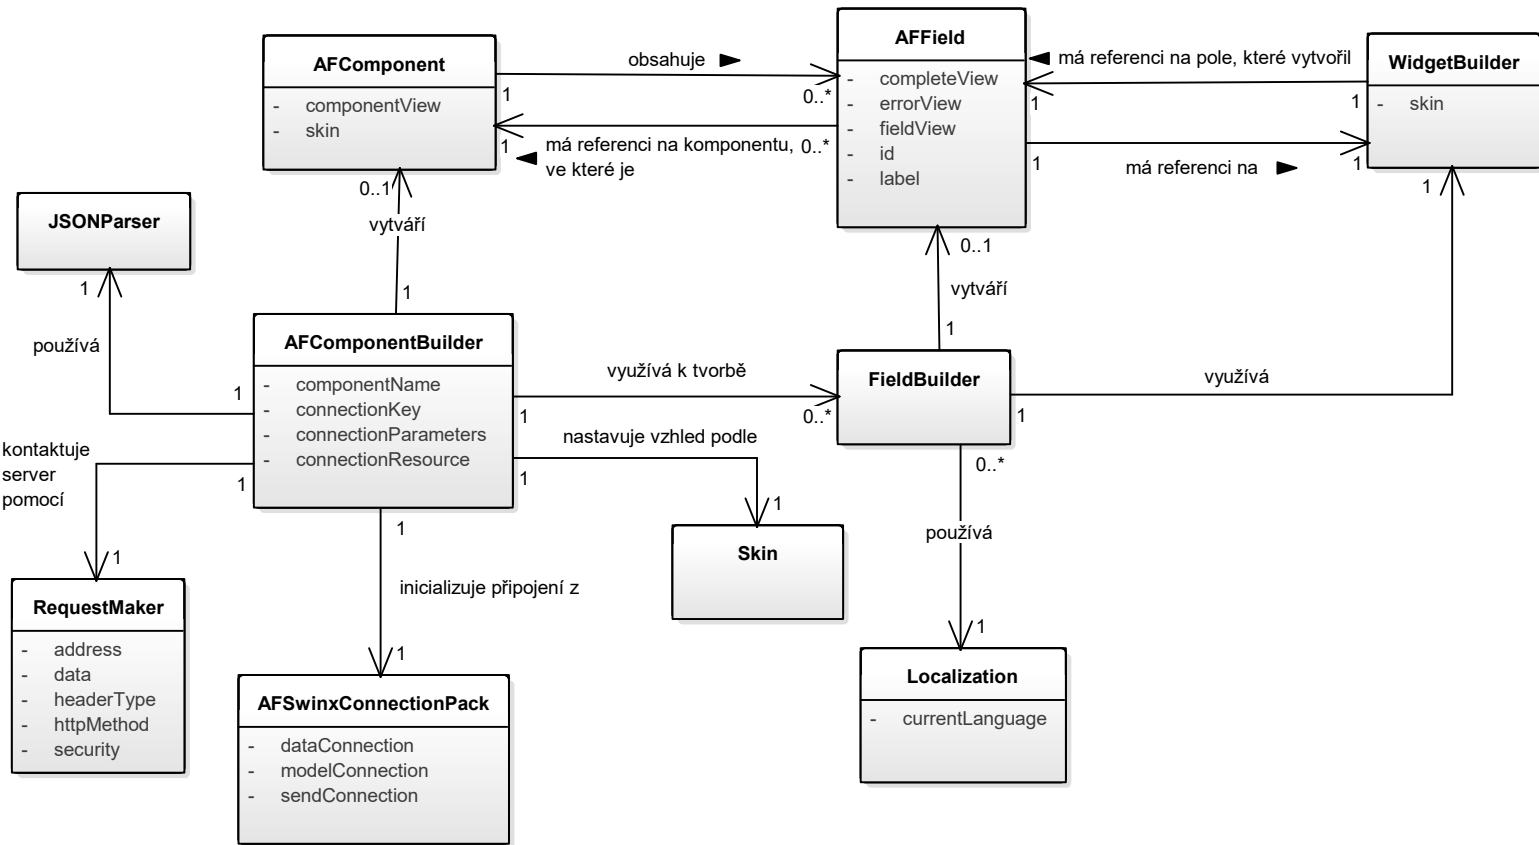 AFComponent
- componentView
- skin
obsahuje
1
0..*
AFField
- completeView
- errorView
- fieldView
- id
- label
má referenci na pole, které vytvořil
1
1
WidgetBuilder
- skin
1
má referenci na komponentu,
ve které je
0..*
1
má referenci na
1
1
0..1
vytváří
1
0..1
vytváří
1
JSONParser
1
používá
1
AFComponentBuilder
- componentName
- connectionKey
- connectionParameters
- connectionResource
využívá k tvorbě
1
0..*
FieldBuilder
1
využívá
nastavuje vzhled podle
1
1
Skin
kontaktuje
server
pomocí
1
1
RequestMaker
- address
- data
- headerType
- httpMethod
- security
1
inicializuje připojení z
1
AFSwinxConnectionPack
- dataConnection
- modelConnection
- sendConnection
0..*
používá
1
Localization
- currentLanguage